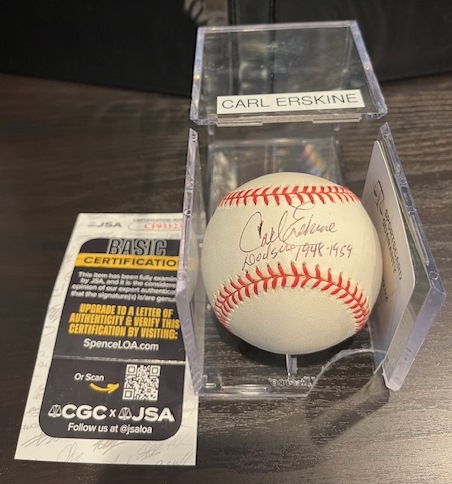 CARL ERSKINE
Carl Erskine
Dodgers 1948-1959
JSA
BASIC
CERTIFICATION
This item has been fully examined
by JSA, and it is the considered
opinion of our expert authenticators
that the signature(s) is/are genuine
UPGRADE TO A LETTER OF
AUTHENTICITY & VERIFY THIS
CERTIFICATION BY VISITING:
SpenceLOA.com
Or Scan
CGC x JSA
Follow us at @jsaloa